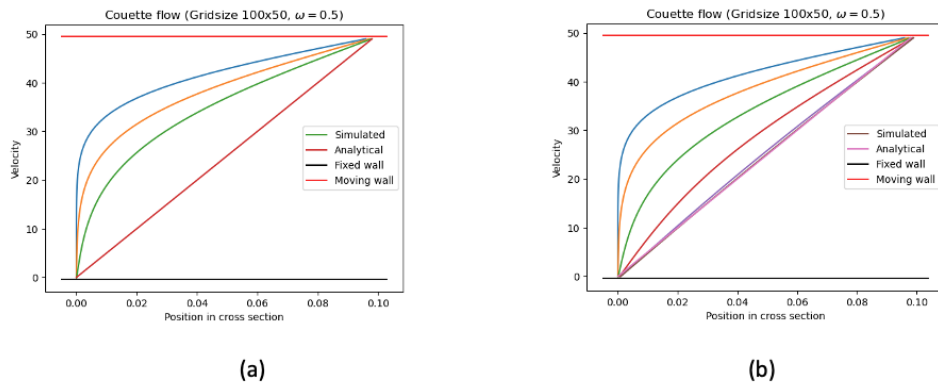 Couette flow (Gridsize 100x50, ω = 0.5)
50
40
30
20
10
0
Velocity
Simulated
Analytical
Fixed wall
Moving wall
0.00 0.02 0.04 0.06 0.08 0.10
Position in cross section
(a)
Couette flow (Gridsize 100x50, ω = 0.5)
50
40
30
20
10
0
Velocity
Simulated
Analytical
Fixed wall
Moving wall
0.00 0.02 0.04 0.06 0.08 0.10
Position in cross section
(b)